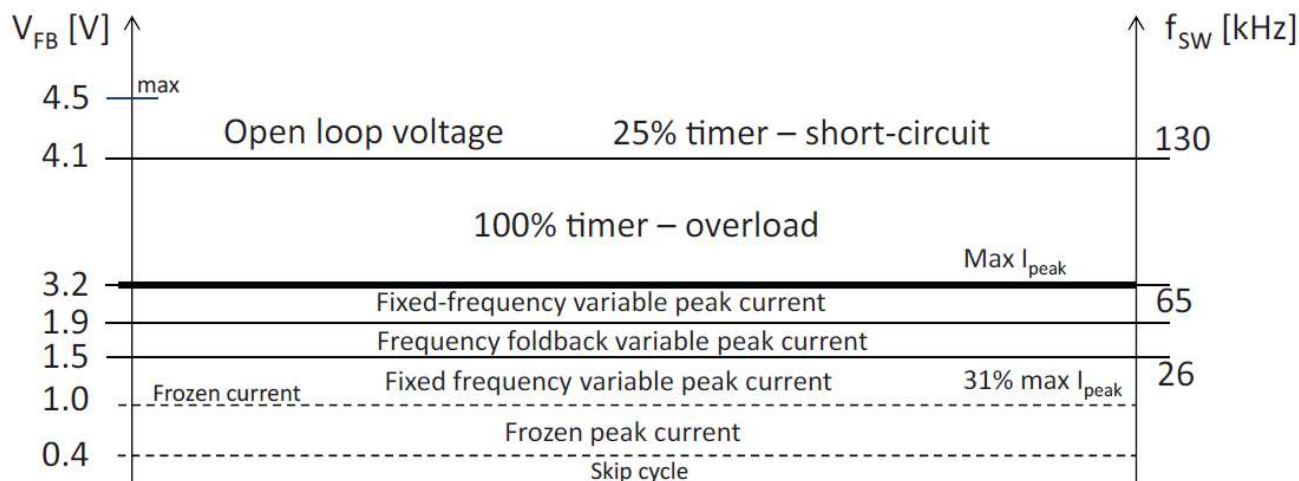 V_FB [V] f_SW [kHz]
max
4.5
Open loop voltage 25% timer – short-circuit
4.1 130
100% timer – overload
Max I_peak
3.2
Fixed-frequency variable peak current 65
1.9
Frequency foldback variable peak current
1.5
Fixed frequency variable peak current 31% max I_peak 26
Frozen current
1.0
Frozen peak current
0.4
Skip cycle